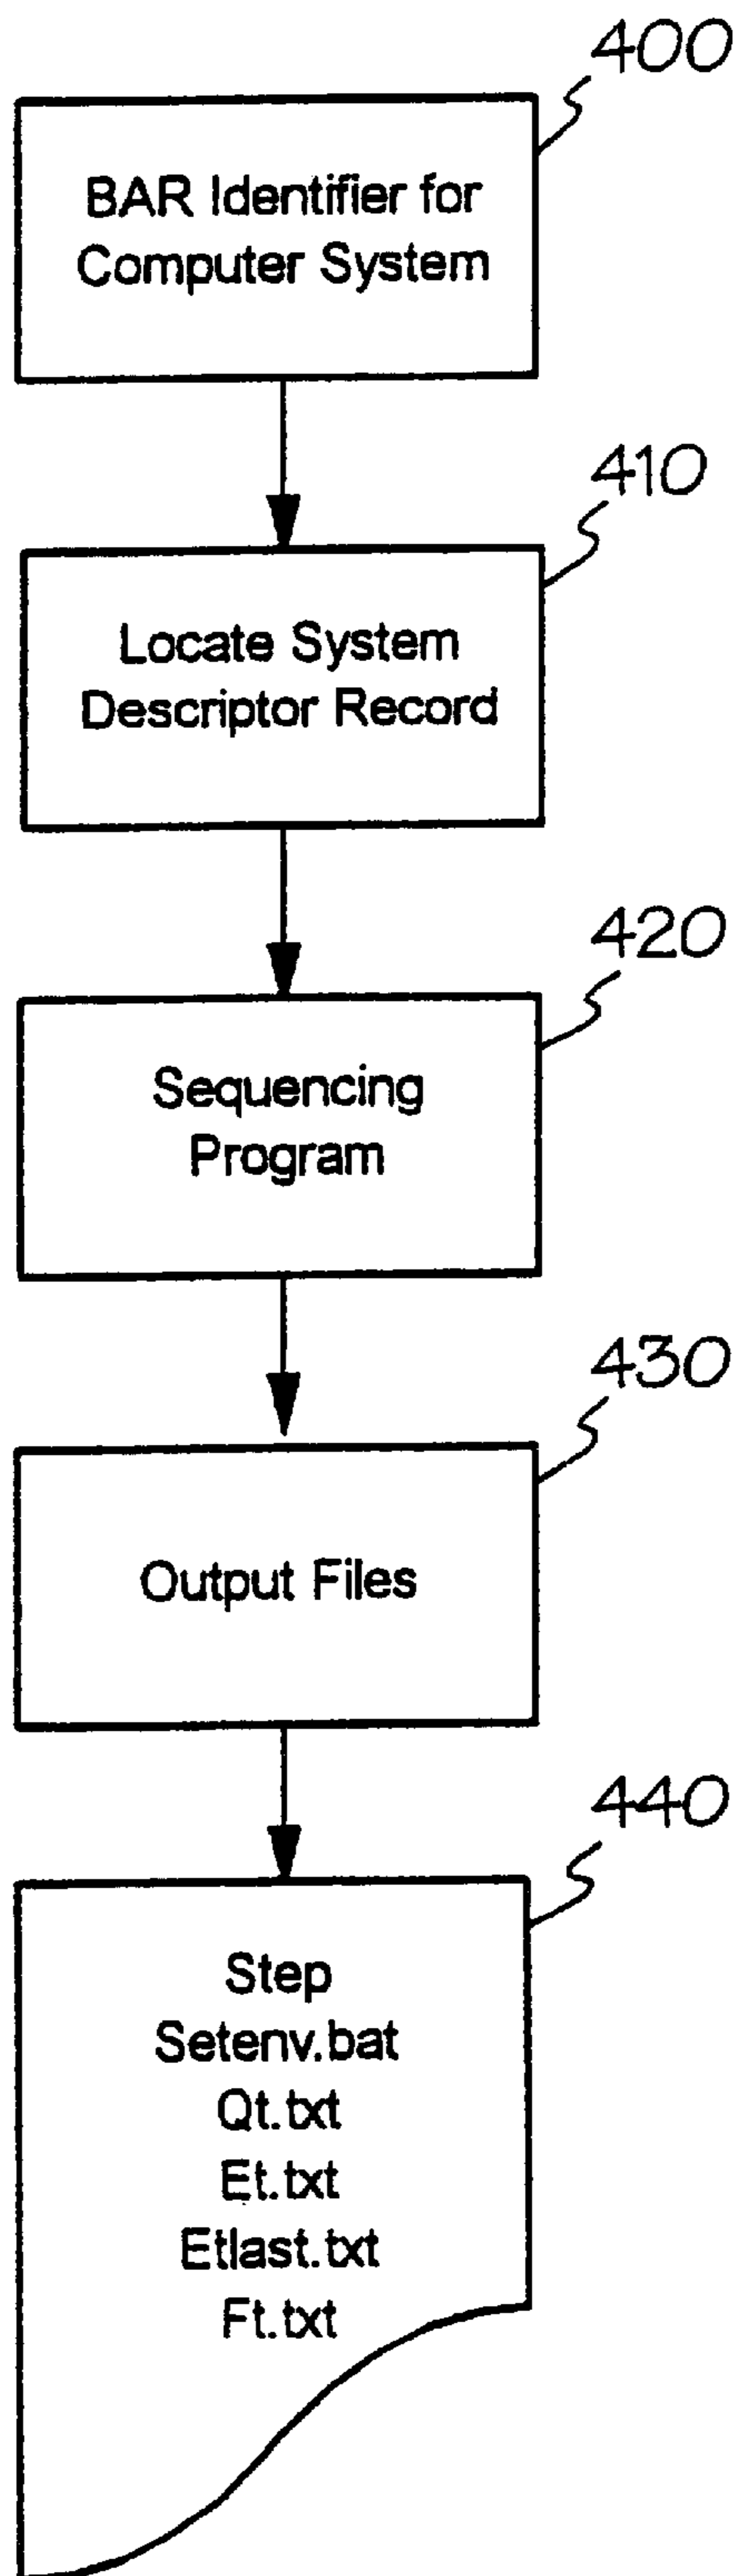 400
BAR Identifier for
Computer System
410
Locate System
Descriptor Record
420
Sequencing
Program
430
Output Files
440
Step
Setenv.bat
Qt.txt
Et.txt
Etlast.txt
Ft.txt